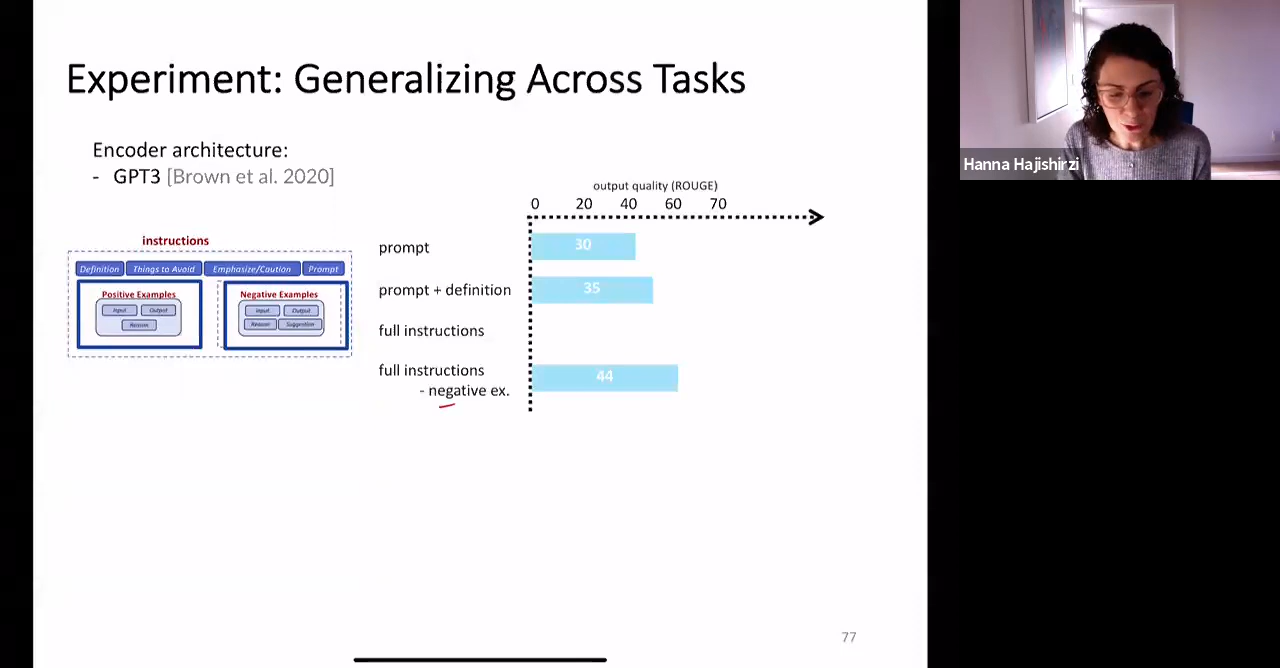 Experiment: Generalizing Across Tasks
Encoder architecture:
- GPT3 [Brown et al. 2020]
instructions
Definition Things to Avoid Emphasize/Caution Prompt
Positive Examples Negative Examples
Input Output Input Output
Reason Reason Suggestion
output quality (ROUGE)
0 20 40 60 70
prompt 30
prompt + definition 35
full instructions
full instructions
- negative ex. 44
77
Hanna Hajishirzi